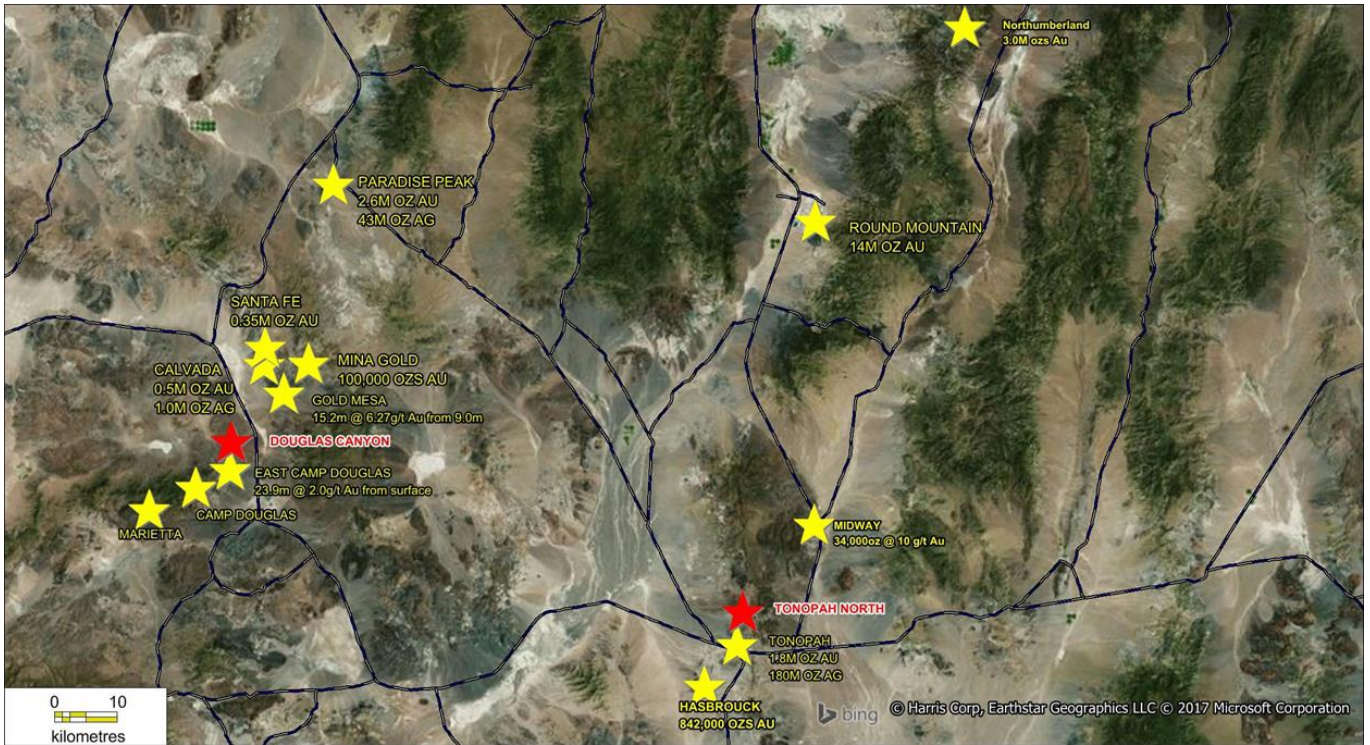 Northumberland
3.0M ozs Au
PARADISE PEAK
2.6M OZ AU
43M OZ AG
ROUND MOUNTAIN
14M OZ AU
SANTA FE
0.35M OZ AU
MINA GOLD
100,000 OZS AU
CALVADA
0.5M OZ AU
1.0M OZ AG
GOLD MESA
15.2m @ 6.27g/t Au from 9.0m
DOUGLAS CANYON
EAST CAMP DOUGLAS
23.9m @ 2.0g/t Au from surface
CAMP DOUGLAS
MARIETTA
MIDWAY
34,000oz @ 10 g/t Au
TONOPAH NORTH
TONOPAH
1.8M OZ AU
180M OZ AG
HASBROUCK
842,000 OZS AU
0 10
kilometres
bing
© Harris Corp, Earthstar Geographics LLC © 2017 Microsoft Corporation